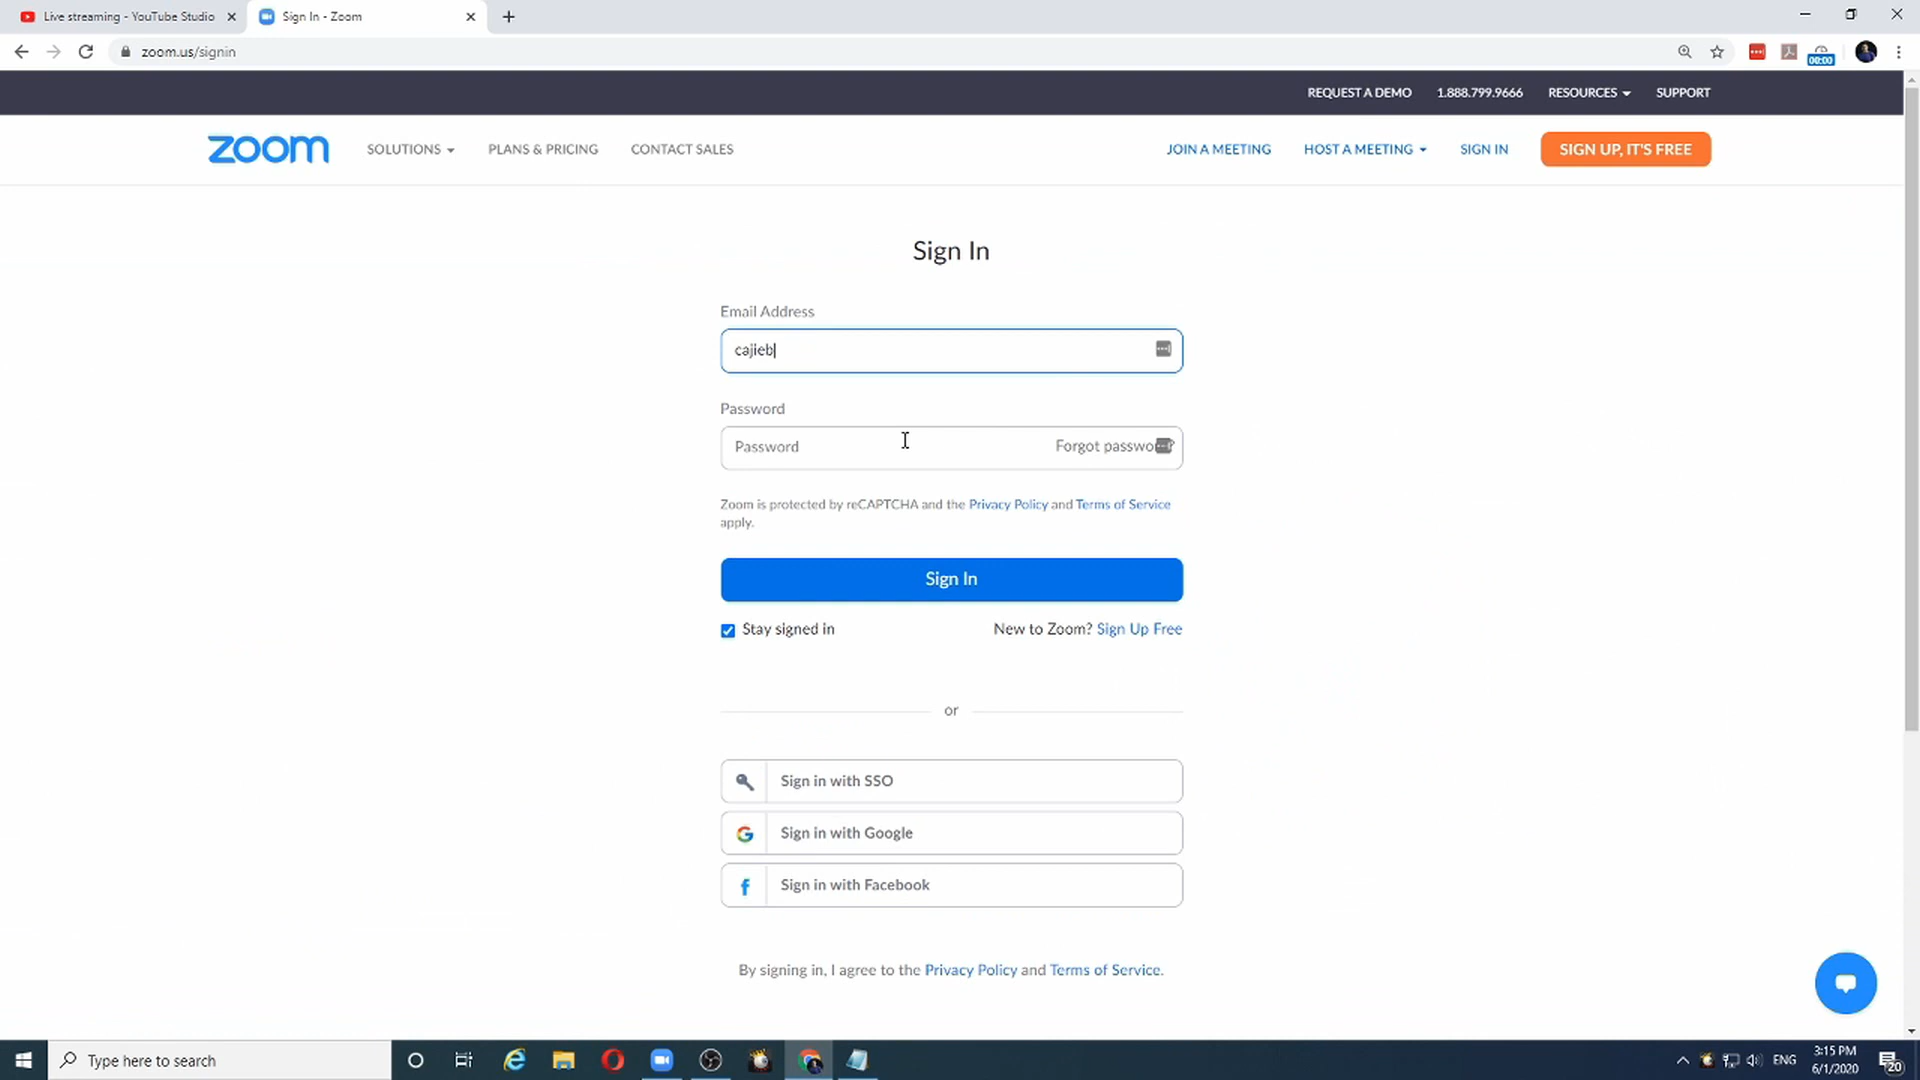 Live streaming - YouTube Studio
Sign In - Zoom
zoom.us/signin
00:00
REQUEST A DEMO 1.888.799.9666 RESOURCES SUPPORT
zoom SOLUTIONS PLANS & PRICING CONTACT SALES JOIN A MEETING HOST A MEETING SIGN IN SIGN UP, IT'S FREE
Sign In
Email Address
cajieb
Password
Password Forgot passwo
Zoom is protected by reCAPTCHA and the Privacy Policy and Terms of Service
apply.
Sign In
Stay signed in New to Zoom? Sign Up Free
or
Sign in with SSO
Sign in with Google
Sign in with Facebook
By signing in, I agree to the Privacy Policy and Terms of Service.
Type here to search
ENG
3:15 PM
6/1/2020
20